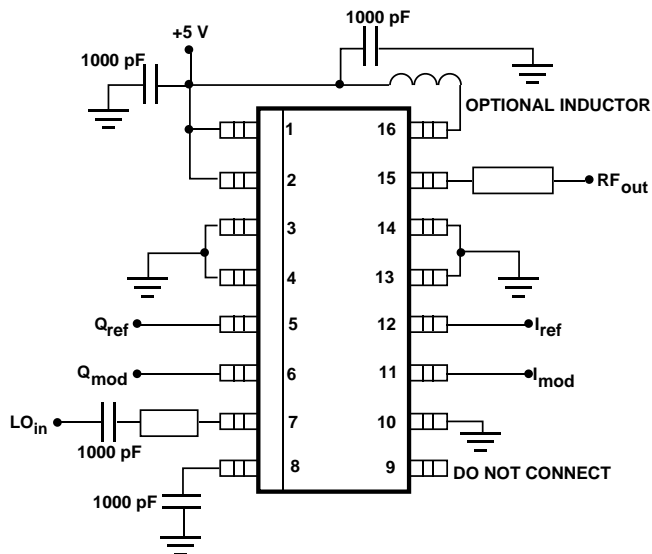 1000 pF
+5 V
1000 pF
OPTIONAL INDUCTOR
1 16
2 15 RFout
3 14
4 13
Qref 5 12 Iref
Qmod 6 11 Imod
LOin 7 10
1000 pF
8 9 DO NOT CONNECT
1000 pF